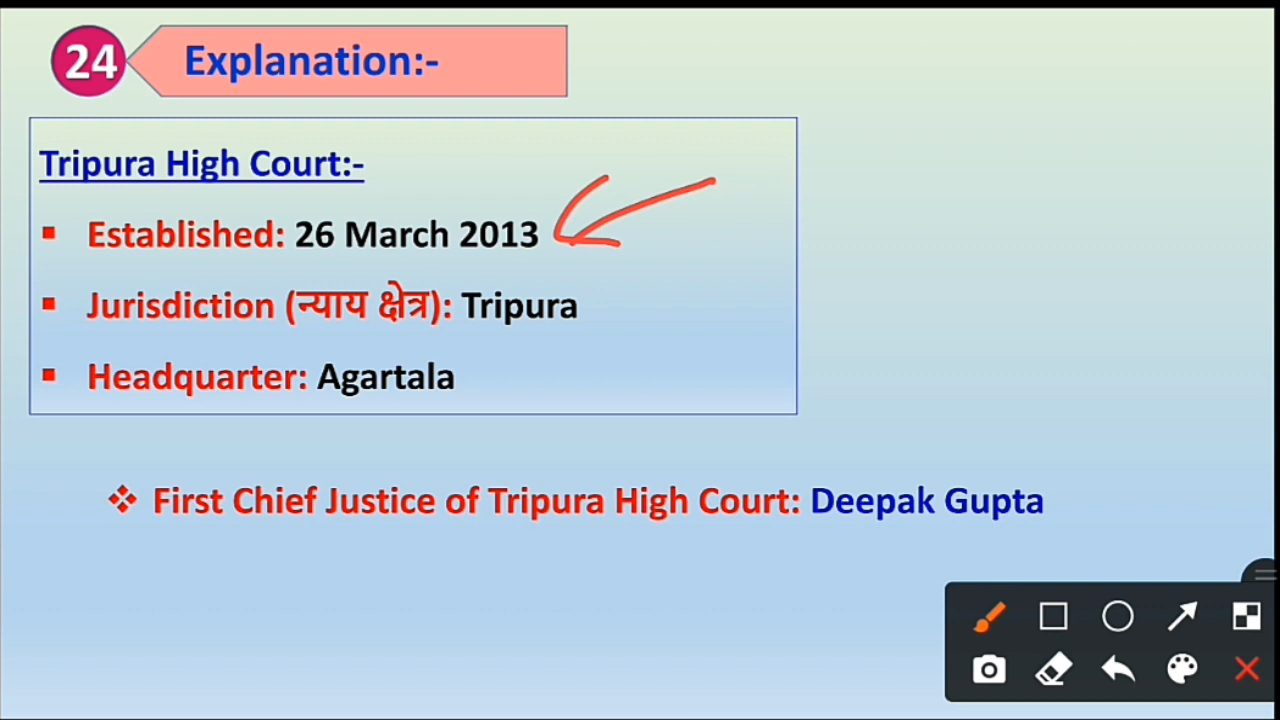 24 Explanation:-
Tripura High Court:-
▪ Established: 26 March 2013
▪ Jurisdiction (न्याय क्षेत्र): Tripura
▪ Headquarter: Agartala
❖ First Chief Justice of Tripura High Court: Deepak Gupta